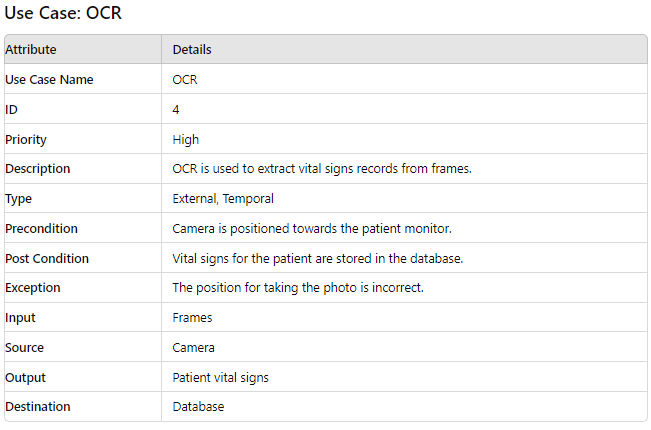 Use Case: OCR
Attribute Details
Use Case Name OCR
ID 4
Priority High
Description OCR is used to extract vital signs records from frames.
Type External, Temporal
Precondition Camera is positioned towards the patient monitor.
Post Condition Vital signs for the patient are stored in the database.
Exception The position for taking the photo is incorrect.
Input Frames
Source Camera
Output Patient vital signs
Destination Database